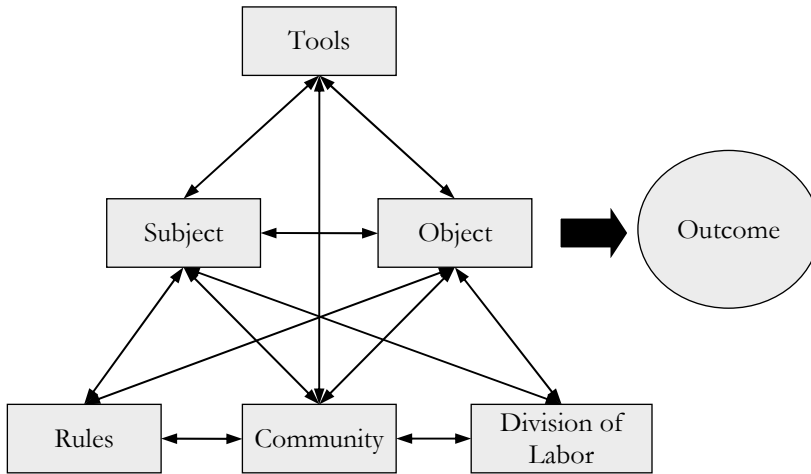 Tools
Subject
Object
Outcome
Rules
Community
Division of
Labor